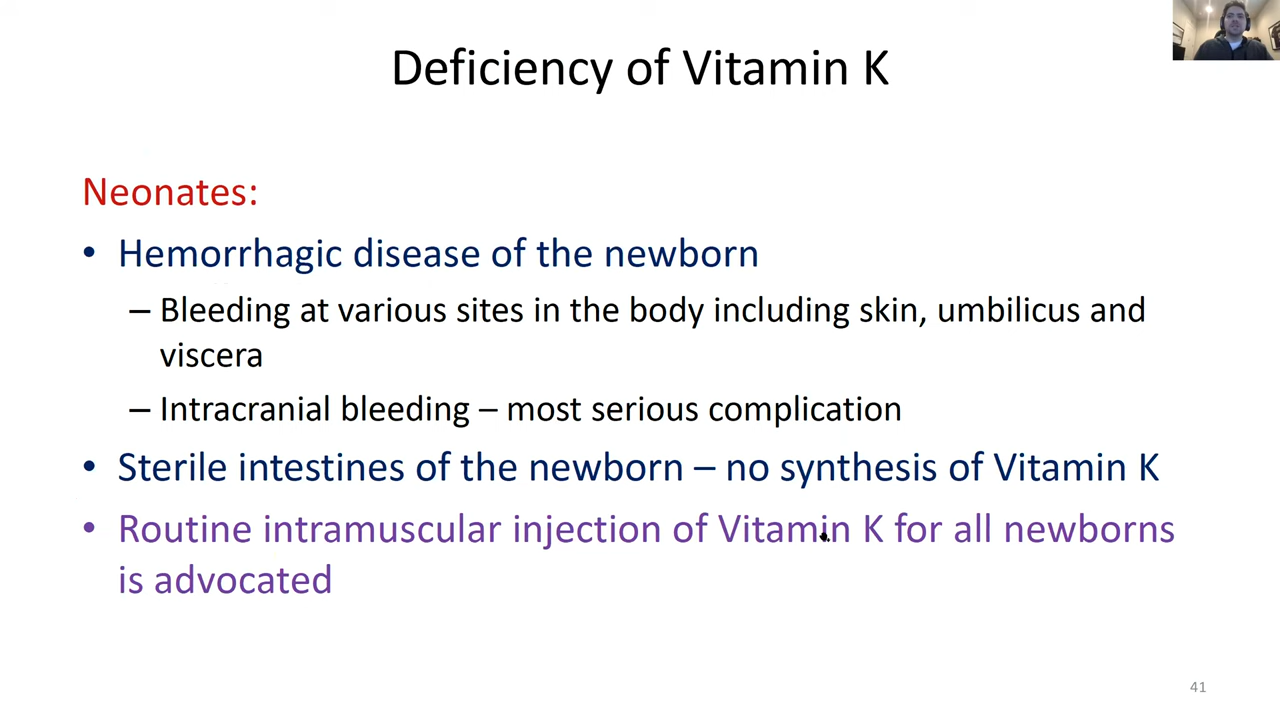 Deficiency of Vitamin K
Neonates:
• Hemorrhagic disease of the newborn
– Bleeding at various sites in the body including skin, umbilicus and
viscera
– Intracranial bleeding – most serious complication
• Sterile intestines of the newborn – no synthesis of Vitamin K
• Routine intramuscular injection of Vitamin K for all newborns
is advocated
41